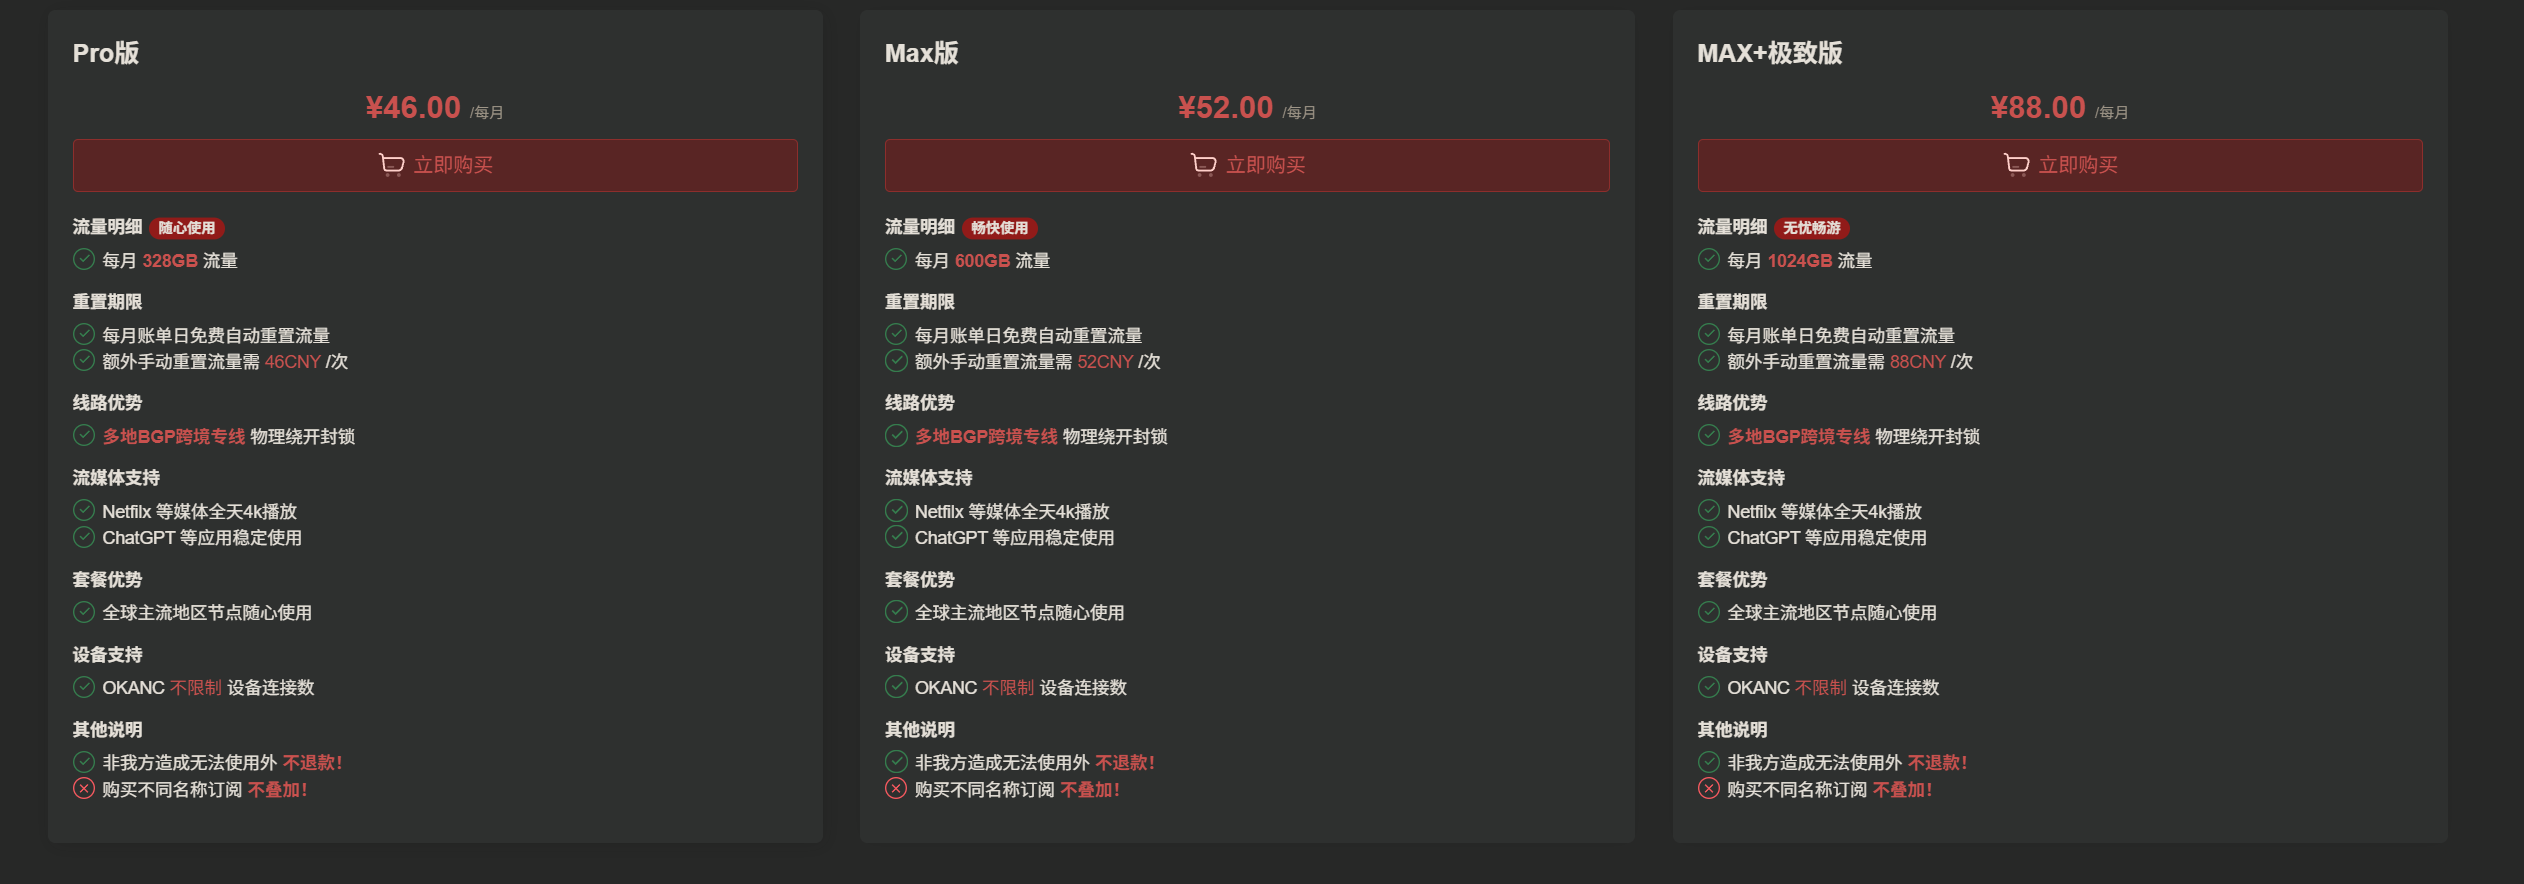 Pro版
¥46.00 /每月
立即购买
流量明细 随心使用
每月 328GB 流量
重置期限
每月账单日免费自动重置流量
额外手动重置流量需 46CNY /次
线路优势
多地BGP跨境专线 物理绕开封锁
流媒体支持
Netfilx 等媒体全天4k播放
ChatGPT 等应用稳定使用
套餐优势
全球主流地区节点随心使用
设备支持
OKANC 不限制 设备连接数
其他说明
非我方造成无法使用外 不退款！
购买不同名称订阅 不叠加！
Max版
¥52.00 /每月
立即购买
流量明细 畅快使用
每月 600GB 流量
重置期限
每月账单日免费自动重置流量
额外手动重置流量需 52CNY /次
线路优势
多地BGP跨境专线 物理绕开封锁
流媒体支持
Netfilx 等媒体全天4k播放
ChatGPT 等应用稳定使用
套餐优势
全球主流地区节点随心使用
设备支持
OKANC 不限制 设备连接数
其他说明
非我方造成无法使用外 不退款！
购买不同名称订阅 不叠加！
MAX+极致版
¥88.00 /每月
立即购买
流量明细 无忧畅游
每月 1024GB 流量
重置期限
每月账单日免费自动重置流量
额外手动重置流量需 88CNY /次
线路优势
多地BGP跨境专线 物理绕开封锁
流媒体支持
Netfilx 等媒体全天4k播放
ChatGPT 等应用稳定使用
套餐优势
全球主流地区节点随心使用
设备支持
OKANC 不限制 设备连接数
其他说明
非我方造成无法使用外 不退款！
购买不同名称订阅 不叠加！